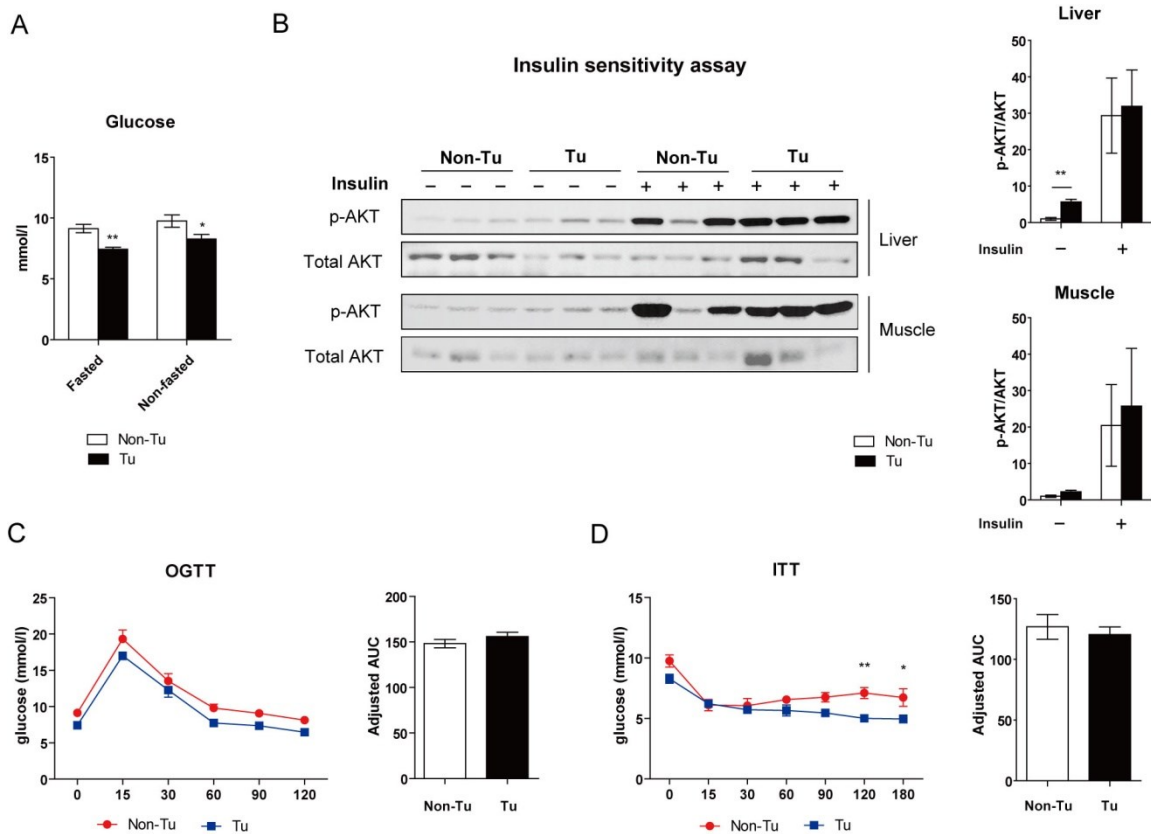 A
Glucose
15
10
5
0
mmol/l
**
*
Fasted
Non-fasted
Non-Tu
Tu
B
Insulin sensitivity assay
Non-Tu Tu Non-Tu Tu
Insulin − − − − − − + + + + + +
p-AKT
Total AKT
Liver
p-AKT
Total AKT
Muscle
Non-Tu
Tu
Liver
50
40
30
20
10
0
p-AKT/AKT
**
Insulin − +
Muscle
50
40
30
20
10
0
p-AKT/AKT
Insulin − +
C
OGTT
25
20
15
10
5
0
glucose (mmol/l)
0 15 30 60 90 120
Non-Tu Tu
200
150
100
50
0
Adjusted AUC
Non-Tu Tu
D
ITT
15
10
5
0
glucose (mmol/l)
** *
0 15 30 60 90 120 180
Non-Tu Tu
150
100
50
0
Adjusted AUC
Non-Tu Tu